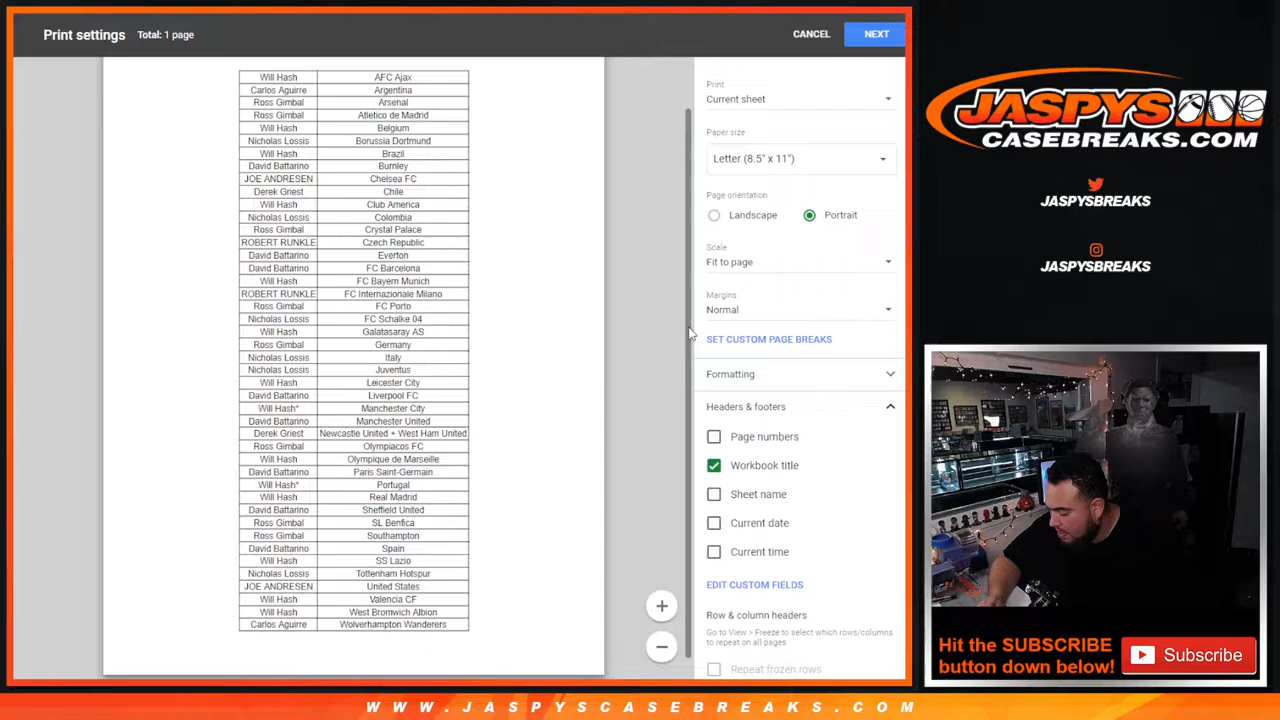 Print settings Total: 1 page CANCEL NEXT
Will Hash AFC Ajax
Carlos Aguirre Argentina
Ross Gimbal Arsenal
Ross Gimbal Atletico de Madrid
Will Hash Belgium
Nicholas Lossis Borussia Dortmund
Will Hash Brazil
David Battarino Burnley
JOE ANDRESEN Chelsea FC
Derek Griest Chile
Will Hash Club America
Nicholas Lossis Colombia
Ross Gimbal Crystal Palace
ROBERT RUNKLE Czech Republic
David Battarino Everton
David Battarino FC Barcelona
Will Hash FC Bayern Munich
ROBERT RUNKLE FC Internazionale Milano
Ross Gimbal FC Porto
Nicholas Lossis FC Schalke 04
Will Hash Galatasaray AS
Ross Gimbal Germany
Nicholas Lossis Italy
Nicholas Lossis Juventus
Will Hash Leicester City
David Battarino Liverpool FC
Will Hash* Manchester City
David Battarino Manchester United
Derek Griest Newcastle United + West Ham United
Ross Gimbal Olympiacos FC
Will Hash Olympique de Marseille
David Battarino Paris Saint-Germain
Will Hash* Portugal
Will Hash Real Madrid
David Battarino Sheffield United
Ross Gimbal SL Benfica
Ross Gimbal Southampton
David Battarino Spain
Will Hash SS Lazio
Nicholas Lossis Tottenham Hotspur
JOE ANDRESEN United States
Will Hash Valencia CF
Will Hash West Bromwich Albion
Carlos Aguirre Wolverhampton Wanderers
Print
Current sheet
Paper size
Letter (8.5" x 11")
Page orientation
Landscape Portrait
Scale
Fit to page
Margins
Normal
SET CUSTOM PAGE BREAKS
Formatting
Headers & footers
Page numbers
Workbook title
Sheet name
Current date
Current time
EDIT CUSTOM FIELDS
Row & column headers
Go to View > Freeze to select which rows/columns
to repeat on all pages
Repeat frozen rows
JASPYS
CASEBREAKS.COM
JASPYSBREAKS
JASPYSBREAKS
Hit the SUBSCRIBE
button down below!
Subscribe
WWW.JASPYSCASEBREAKS.COM